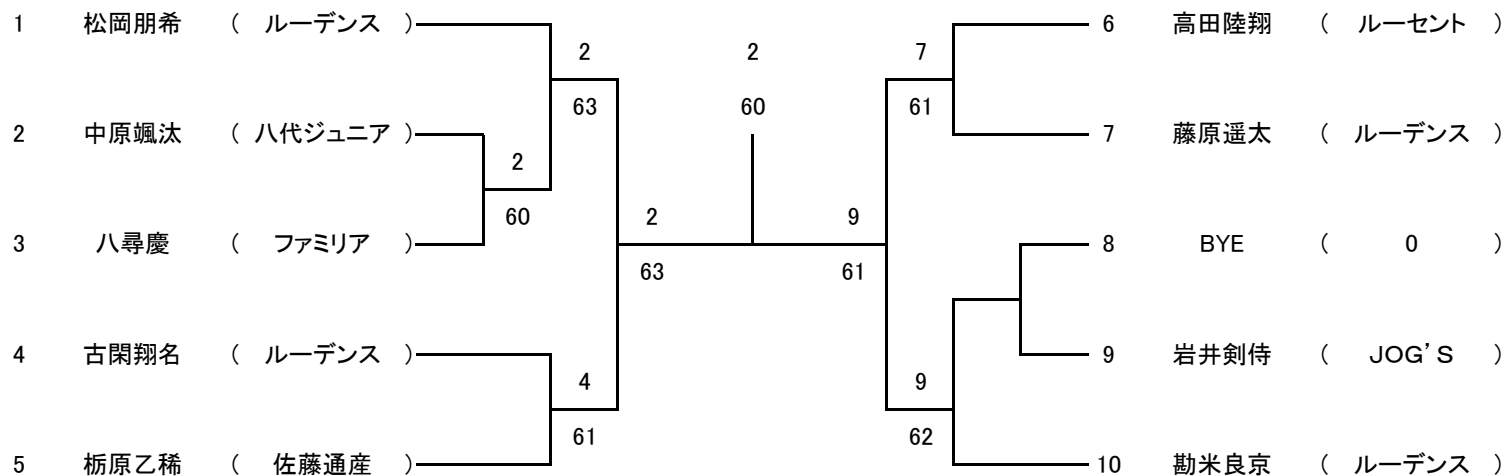 1 松岡朋希 ( ルーデンス ) 6 高田陸翔 ( ルーセント )
2 2 7
63 60 61
2 中原颯汰 ( 八代ジュニア ) 7 藤原遥太 ( ルーデンス )
2
60 2 9
3 八尋慶 ( ファミリア ) 8 BYE ( 0 )
63 61
4 古閑翔名 ( ルーデンス ) 9 岩井剣侍 ( JOG'S )
4 9
61 62
5 栃原乙稀 ( 佐藤通産 ) 10 勘米良京 ( ルーデンス )